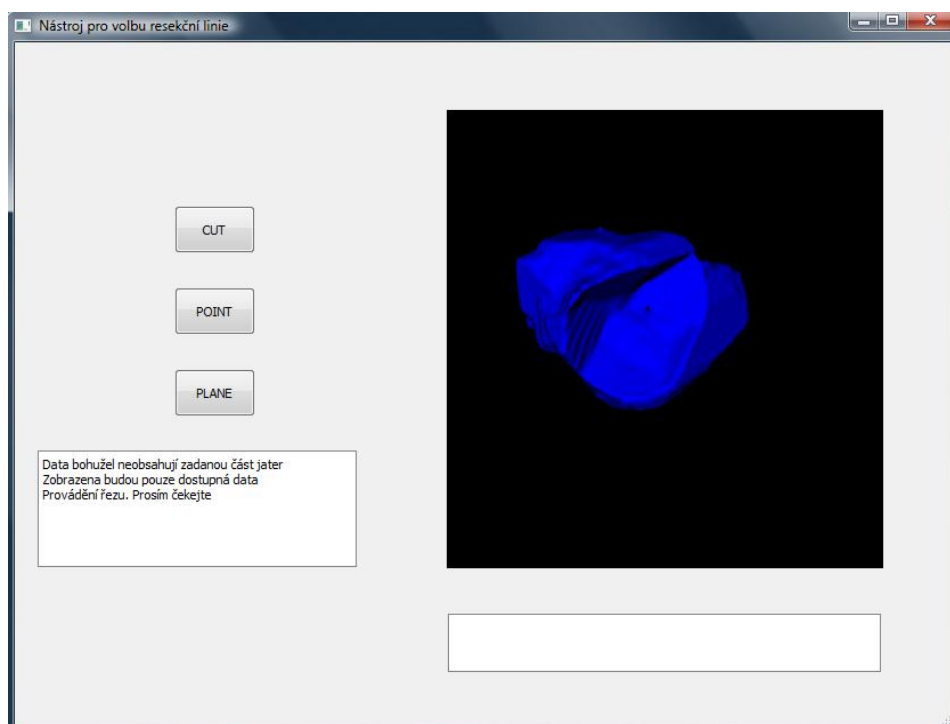 Nástroj pro volbu resekční linie
CUT
POINT
PLANE
Data bohužel neobsahují zadanou část jater
Zobrazena budou pouze dostupná data
Provádění řezu. Prosím čekejte